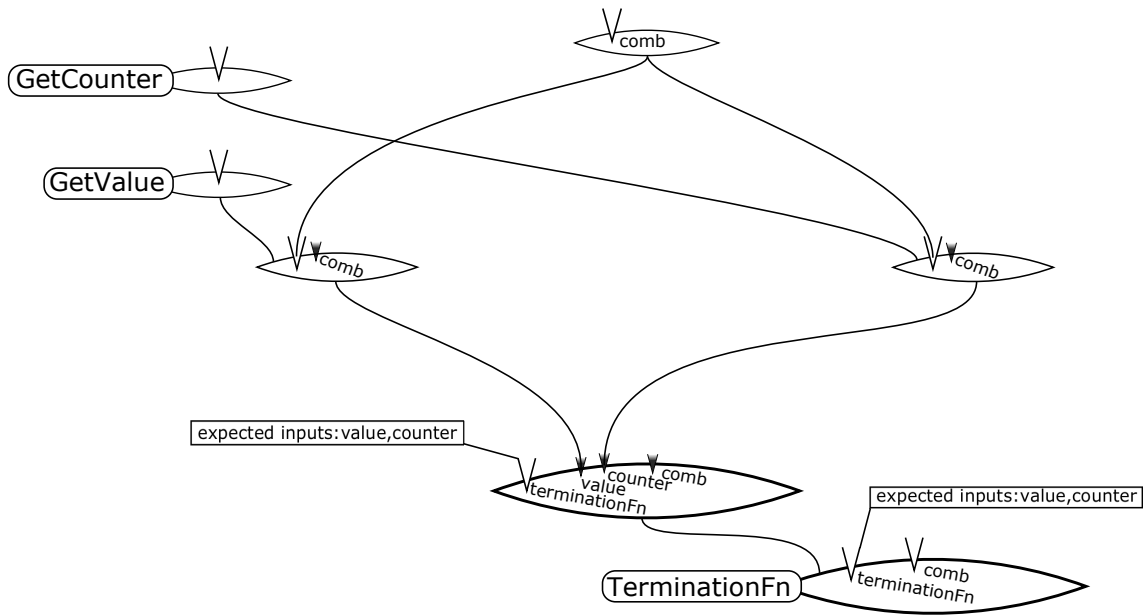 comb
GetCounter
GetValue
comb
comb
expected inputs:value,counter
comb
counter
value
terminationFn
expected inputs:value,counter
comb
terminationFn
TerminationFn